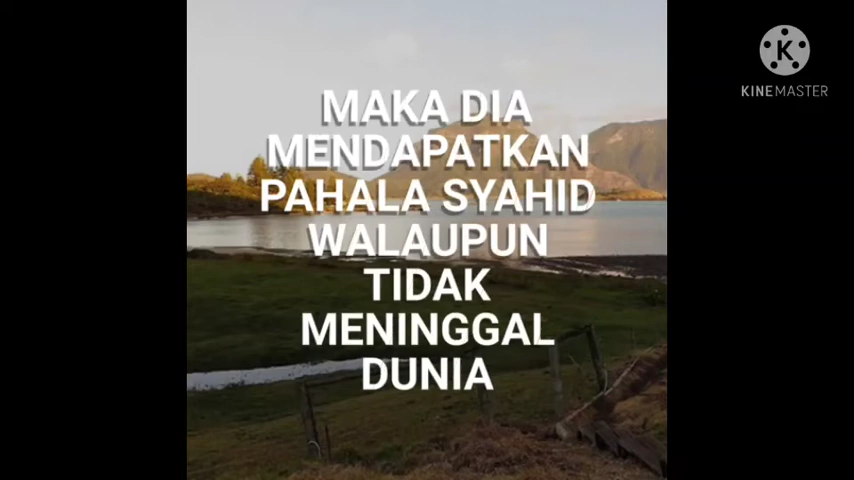 MAKA DIA
MENDAPATKAN
PAHALA SYAHID
WALAUPUN
TIDAK
MENINGGAL
DUNIA
KINEMASTER